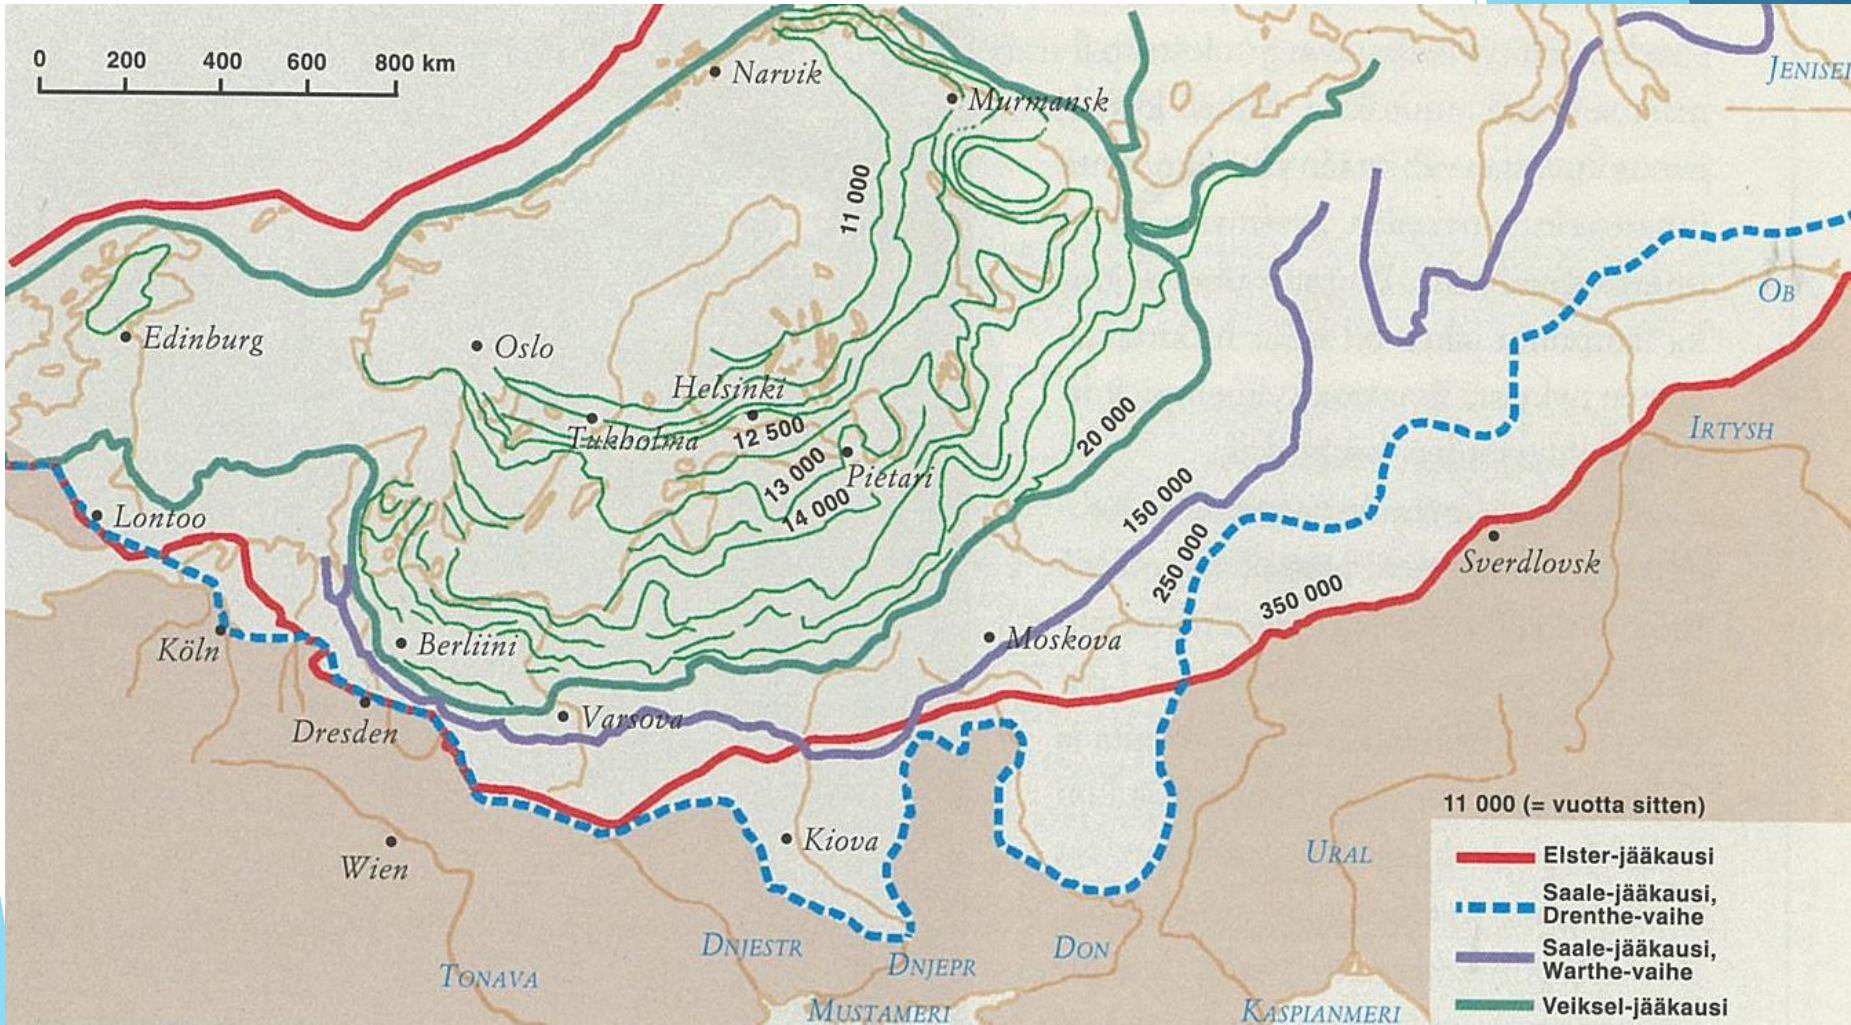 0 200 400 600 800 km
Narvik
Murmansk
JENISEI
11 000
OB
Edinburg
Oslo
Helsinki
Tukholma
12 500
20 000
IRTYSH
13 000
Pietari
14 000
150 000
Lontoo
250 000
Sverdlovsk
350 000
Köln
Berliini
Moskova
Dresden
Varsova
Kiova
Wien
URAL
DNJESTR
DNJEPR
DON
TONAVA
MUSTAMERI
KASPIANMERI
11 000 (= vuotta sitten)
Elster-jääkausi
Saale-jääkausi,
Drenthe-vaihe
Saale-jääkausi,
Warthe-vaihe
Veiksel-jääkausi